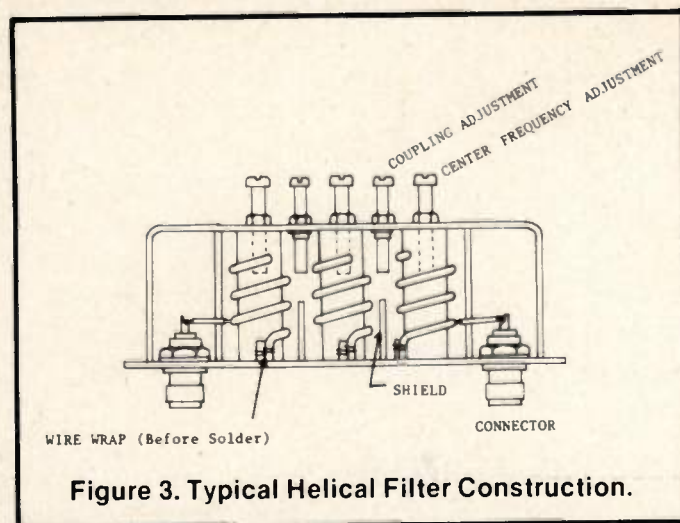 COUPLING ADJUSTMENT
CENTER FREQUENCY ADJUSTMENT
SHIELD
CONNECTOR
WIRE WRAP (Before Solder)
Figure 3. Typical Helical Filter Construction.